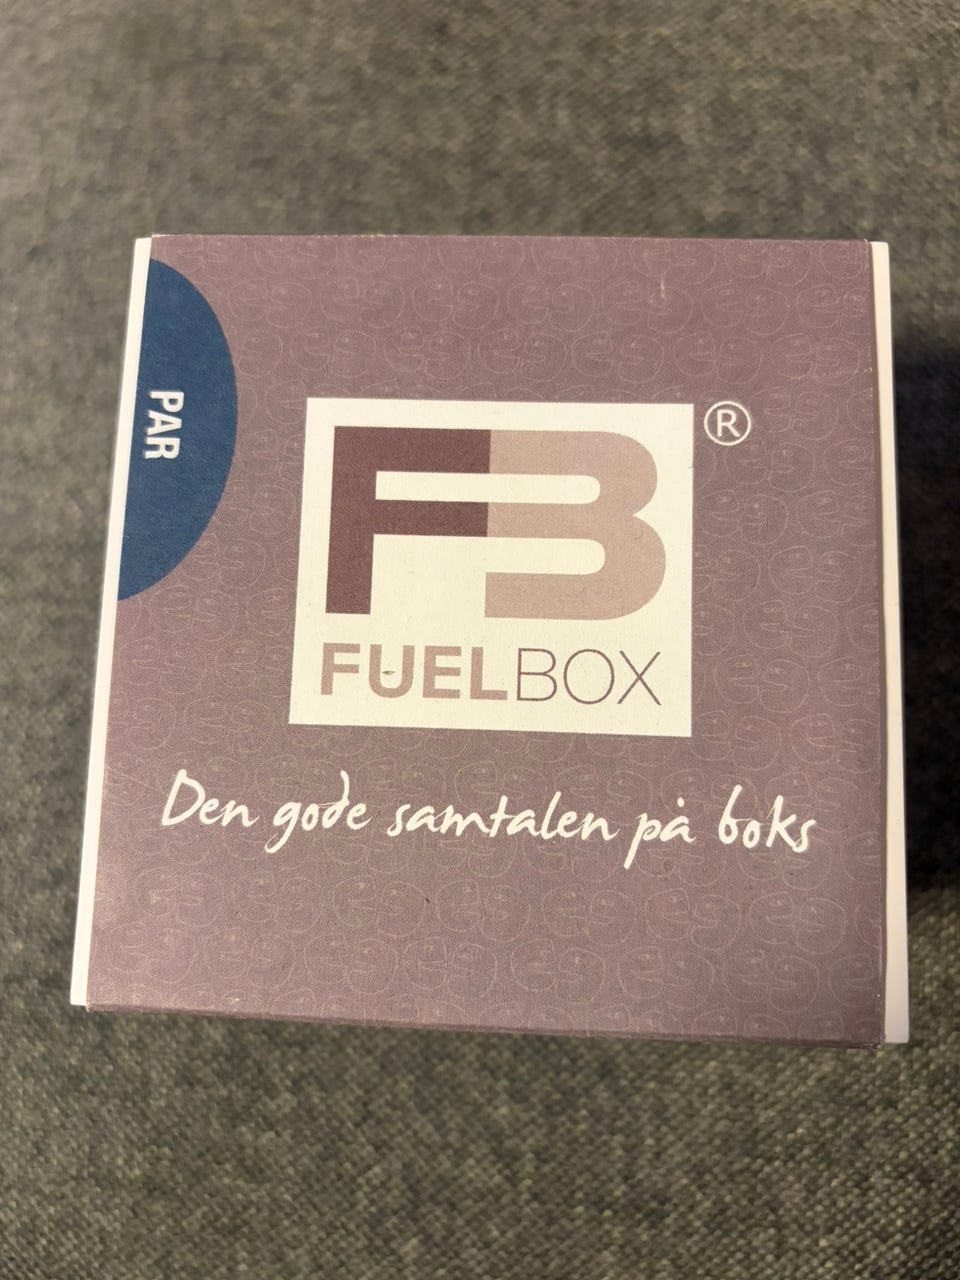 PAR
FB
®
FUELBOX
Den gode samtalen på boks